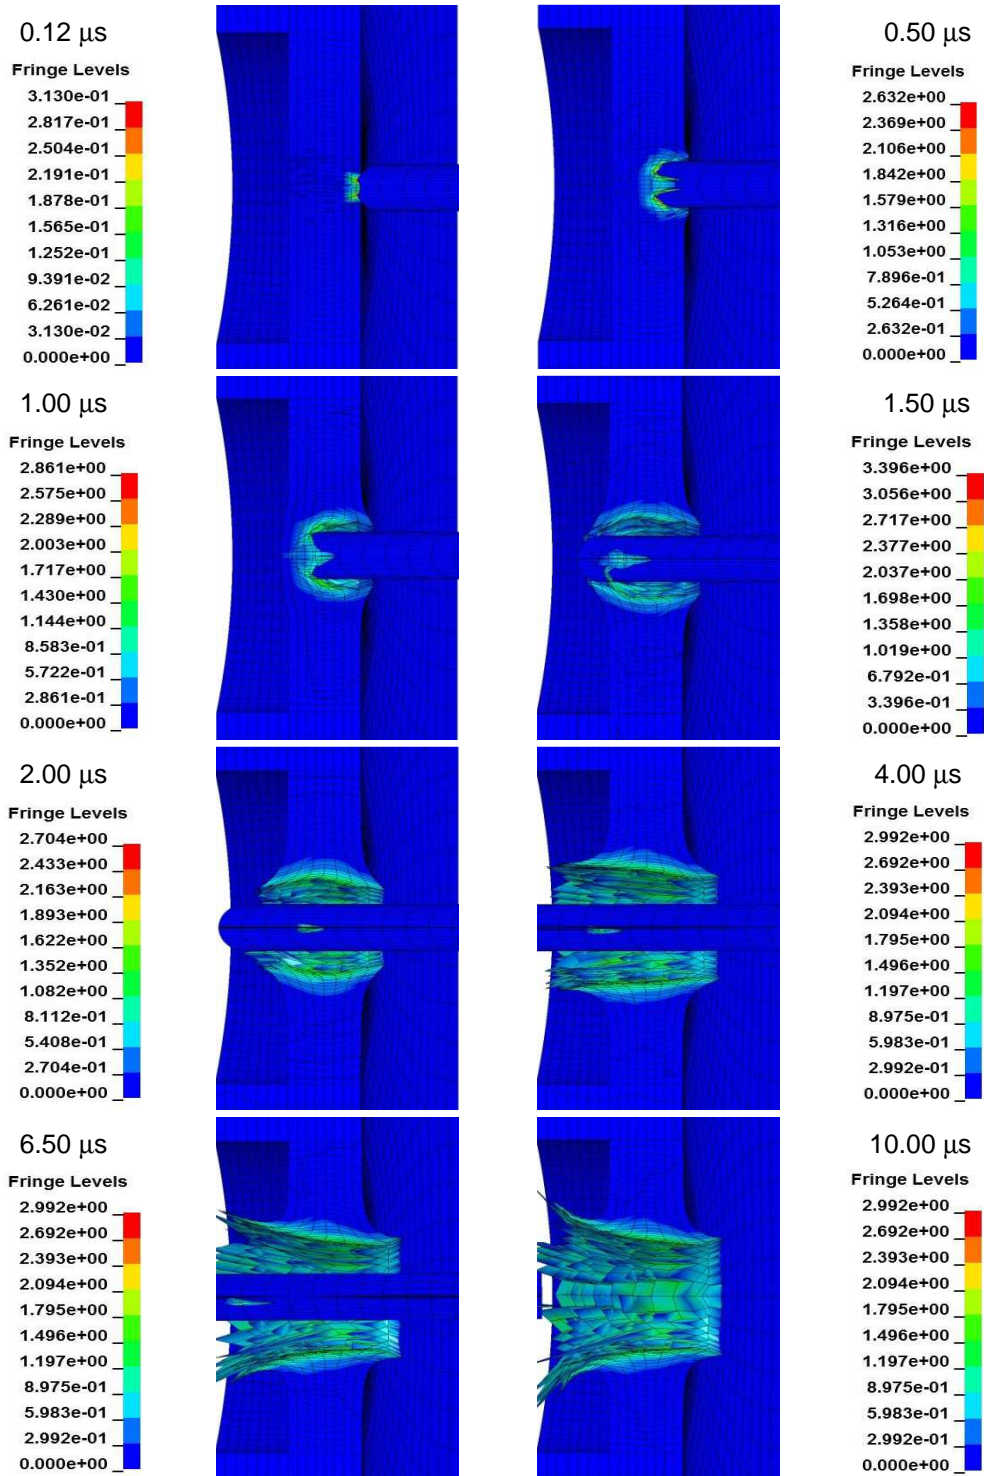 0.12 μs
Fringe Levels
3.130e-01
2.817e-01
2.504e-01
2.191e-01
1.878e-01
1.565e-01
1.252e-01
9.391e-02
6.261e-02
3.130e-02
0.000e+00
0.50 μs
Fringe Levels
2.632e+00
2.369e+00
2.106e+00
1.842e+00
1.579e+00
1.316e+00
1.053e+00
7.896e-01
5.264e-01
2.632e-01
0.000e+00
1.00 μs
Fringe Levels
2.861e+00
2.575e+00
2.289e+00
2.003e+00
1.717e+00
1.430e+00
1.144e+00
8.583e-01
5.722e-01
2.861e-01
0.000e+00
1.50 μs
Fringe Levels
3.396e+00
3.056e+00
2.717e+00
2.377e+00
2.037e+00
1.698e+00
1.358e+00
1.019e+00
6.792e-01
3.396e-01
0.000e+00
2.00 μs
Fringe Levels
2.704e+00
2.433e+00
2.163e+00
1.893e+00
1.622e+00
1.352e+00
1.082e+00
8.112e-01
5.408e-01
2.704e-01
0.000e+00
4.00 μs
Fringe Levels
2.992e+00
2.692e+00
2.393e+00
2.094e+00
1.795e+00
1.496e+00
1.197e+00
8.975e-01
5.983e-01
2.992e-01
0.000e+00
6.50 μs
Fringe Levels
2.992e+00
2.692e+00
2.393e+00
2.094e+00
1.795e+00
1.496e+00
1.197e+00
8.975e-01
5.983e-01
2.992e-01
0.000e+00
10.00 μs
Fringe Levels
2.992e+00
2.692e+00
2.393e+00
2.094e+00
1.795e+00
1.496e+00
1.197e+00
8.975e-01
5.983e-01
2.992e-01
0.000e+00